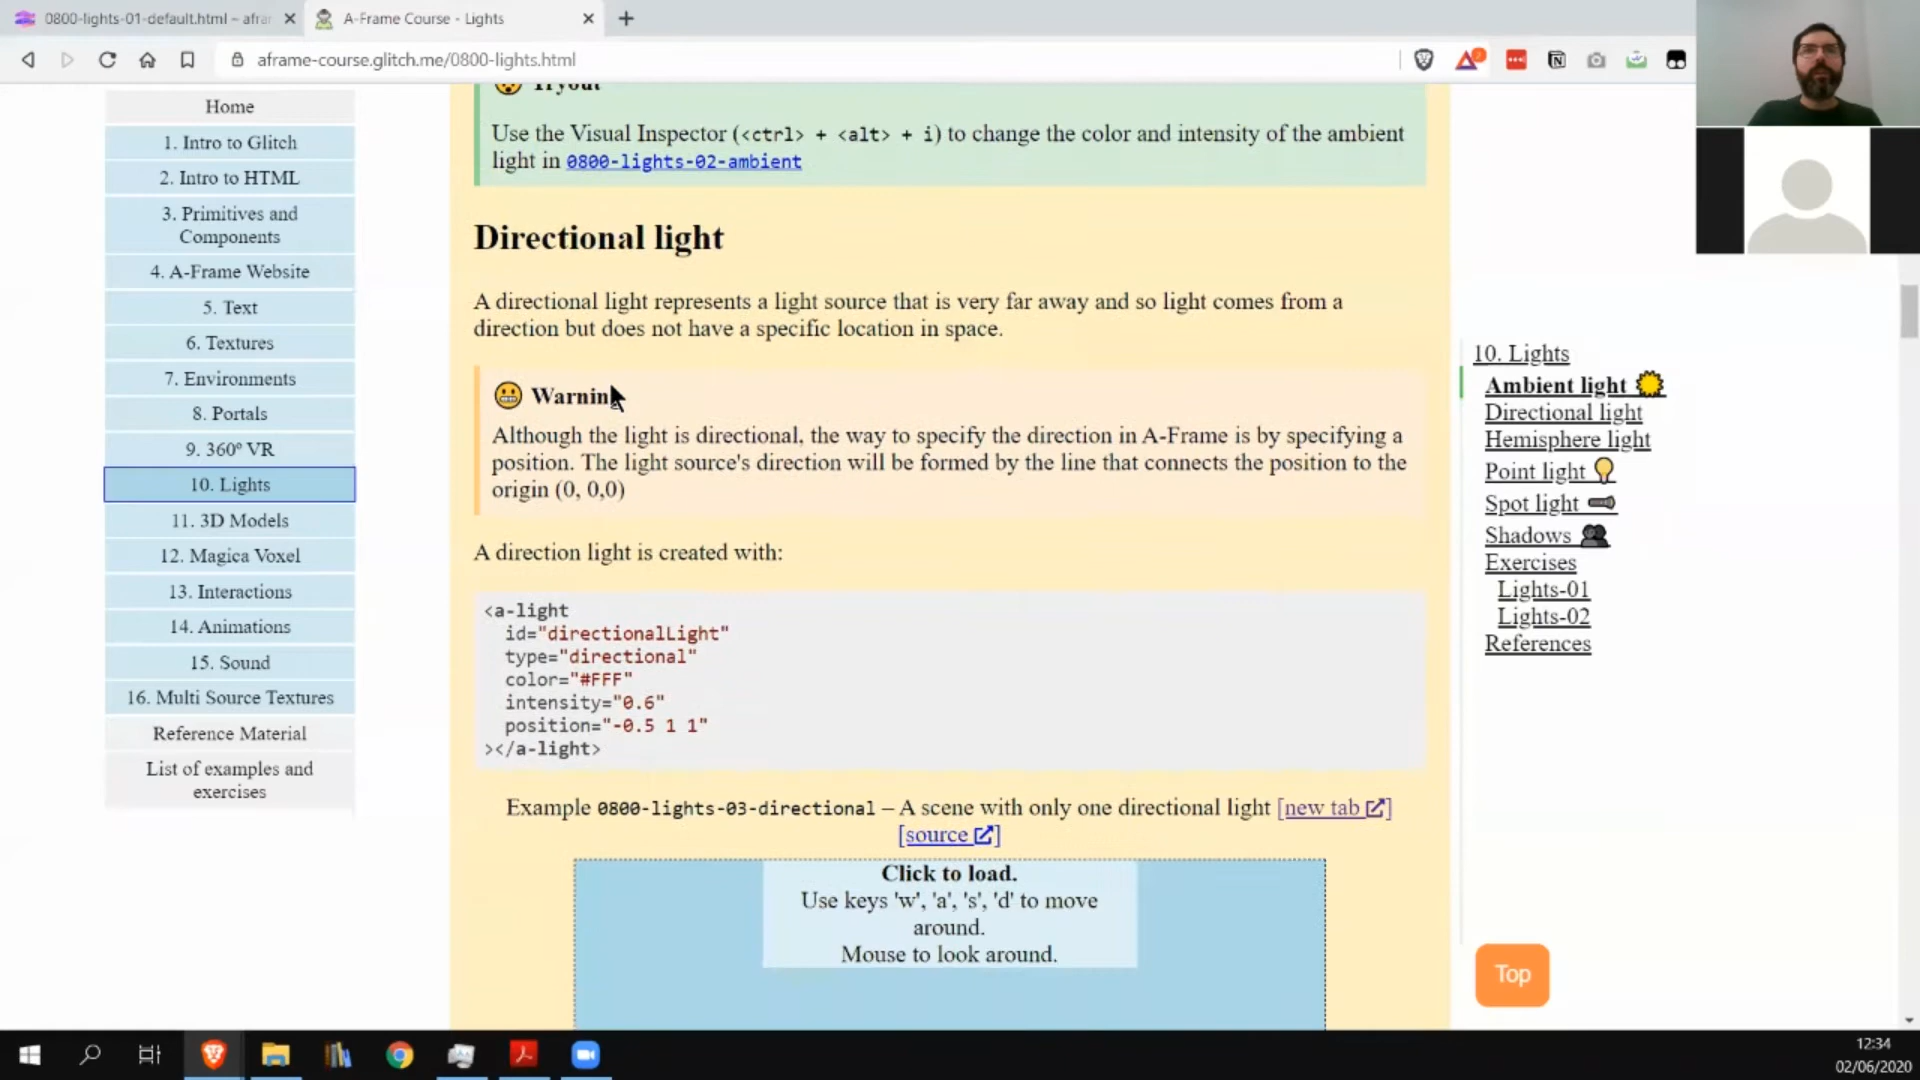 0800-lights-01-default.html ~ afra
A-Frame Course - Lights
aframe-course.glitch.me/0800-lights.html
Home
1. Intro to Glitch
2. Intro to HTML
3. Primitives and
Components
4. A-Frame Website
5. Text
6. Textures
7. Environments
8. Portals
9. 360º VR
10. Lights
11. 3D Models
12. Magica Voxel
13. Interactions
14. Animations
15. Sound
16. Multi Source Textures
Reference Material
List of examples and
exercises
Tryout
Use the Visual Inspector (<ctrl> + <alt> + i) to change the color and intensity of the ambient
light in 0800-lights-02-ambient
Directional light
A directional light represents a light source that is very far away and so light comes from a
direction but does not have a specific location in space.
Warnin
Although the light is directional, the way to specify the direction in A-Frame is by specifying a
position. The light source's direction will be formed by the line that connects the position to the
origin (0, 0,0)
A direction light is created with:
<a-light
id="directionalLight"
type="directional"
color="#FFF"
intensity="0.6"
position="-0.5 1 1"
></a-light>
Example 0800-lights-03-directional – A scene with only one directional light [new tab]
[source]
Click to load.
Use keys 'w', 'a', 's', 'd' to move
around.
Mouse to look around.
10. Lights
Ambient light
Directional light
Hemisphere light
Point light
Spot light
Shadows
Exercises
Lights-01
Lights-02
References
Top
12:34
02/06/2020